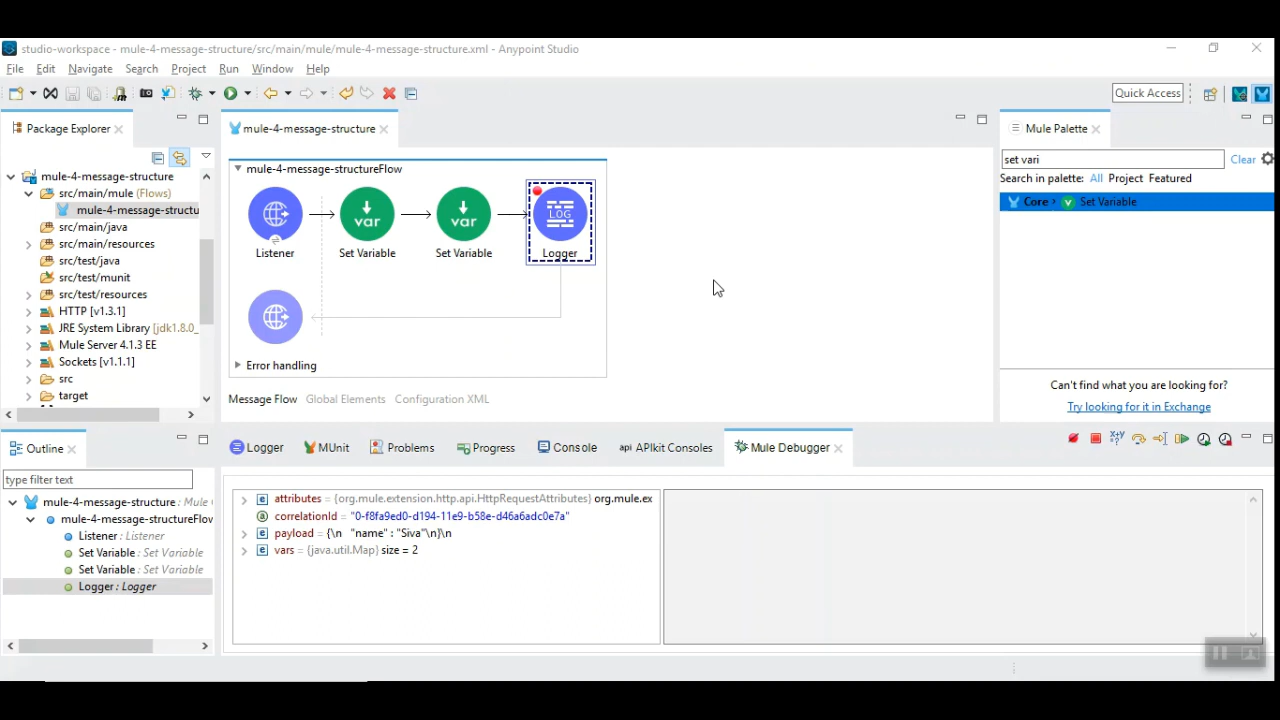 studio-workspace - mule-4-message-structure/src/main/mule/mule-4-message-structure.xml - Anypoint Studio
File Edit Navigate Search Project Run Window Help
Quick Access
Package Explorer
mule-4-message-structure
src/main/mule (Flows)
mule-4-message-structu
src/main/java
src/main/resources
src/test/java
src/test/munit
src/test/resources
HTTP [v1.3.1]
JRE System Library [jdk1.8.0_
Mule Server 4.1.3 EE
Sockets [v1.1.1]
src
target
mule-4-message-structure
mule-4-message-structureFlow
var var LOG
Listener Set Variable Set Variable Logger
Error handling
Message Flow Global Elements Configuration XML
Mule Palette
set vari Clear
Search in palette: All Project Featured
Core > v Set Variable
Can't find what you are looking for?
Try looking for it in Exchange
Outline
type filter text
mule-4-message-structure : Mule C
mule-4-message-structureFlow
Listener : Listener
Set Variable : Set Variable
Set Variable : Set Variable
Logger : Logger
Logger MUnit Problems Progress Console api APIkit Consoles Mule Debugger
x+y
e attributes = {org.mule.extension.http.api.HttpRequestAttributes} org.mule.ex
a correlationId = "0-f8fa9ed0-d194-11e9-b58e-d46a6adc0e7a"
e payload = {\n   "name" : "Siva"\n}\n
e vars = {java.util.Map} size = 2